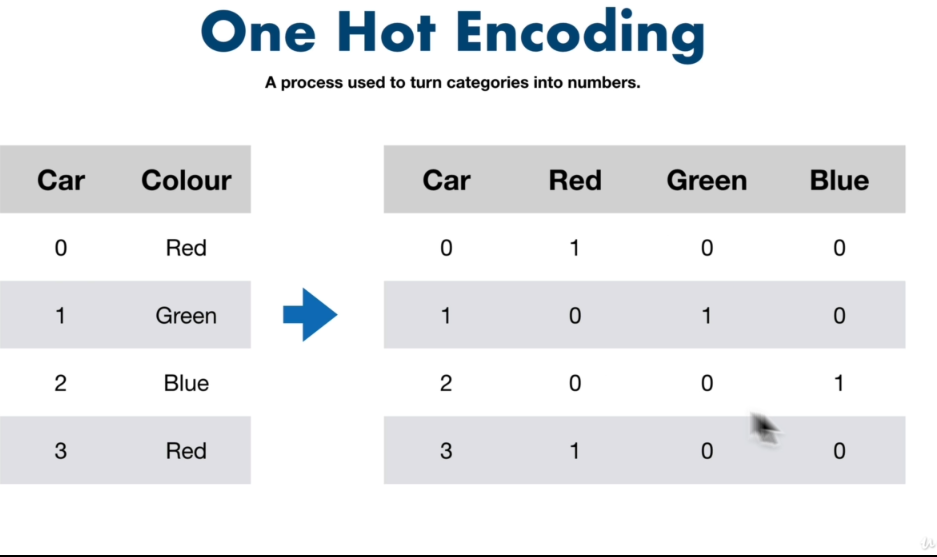 One Hot Encoding
A process used to turn categories into numbers.
Car Colour
0 Red
1 Green
2 Blue
3 Red
Car Red Green Blue
0 1 0 0
1 0 1 0
2 0 0 1
3 1 0 0